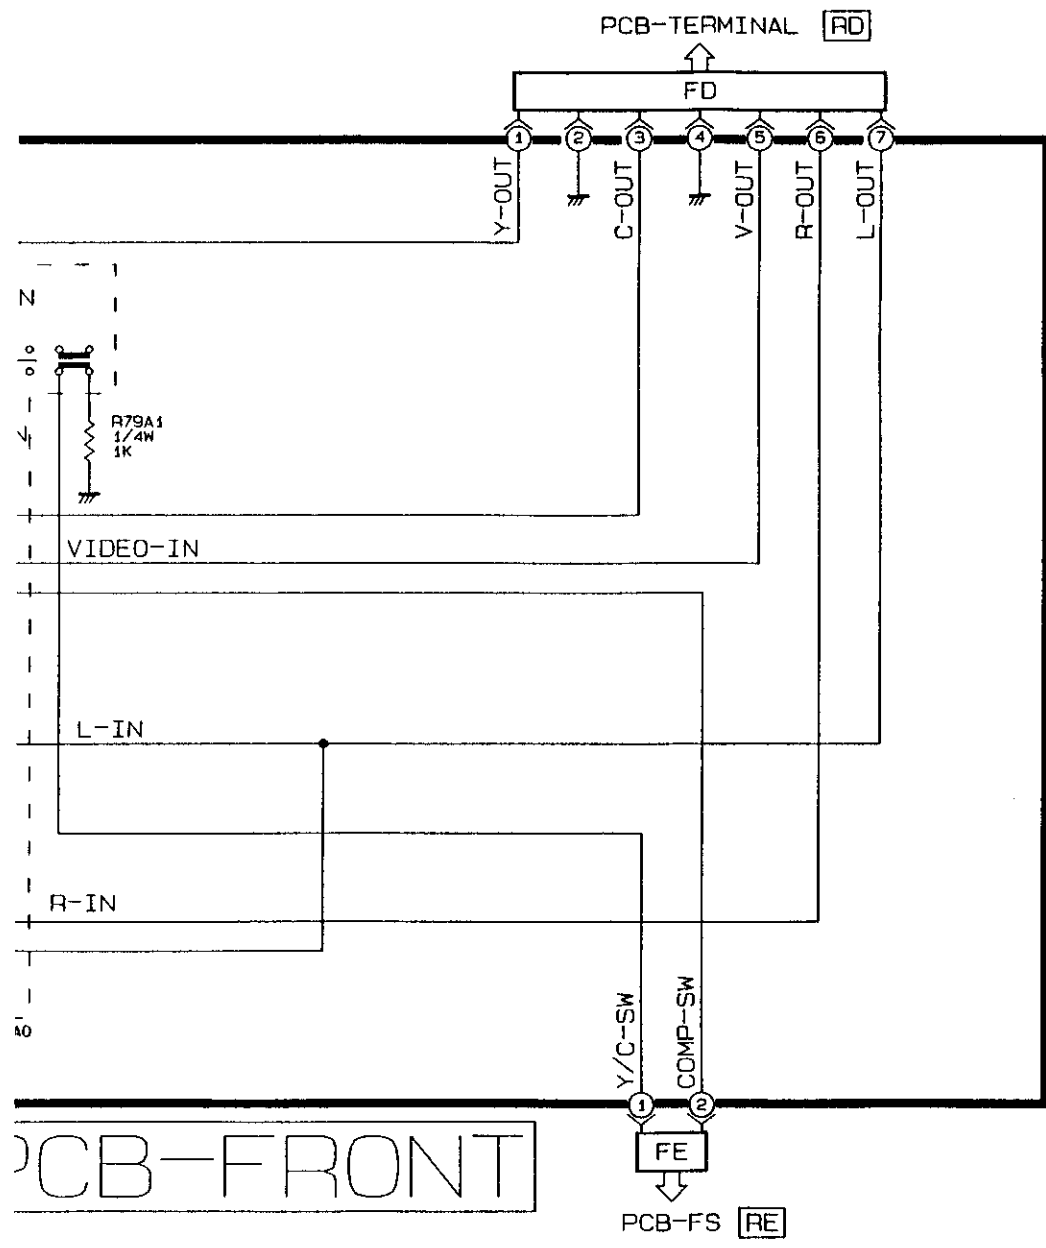 PCB-TERMINAL RD
FD
1 2 3 4 5 6 7
Y-OUT
C-OUT
V-OUT
R-OUT
L-OUT
N
R79A1
1/4W
1K
VIDEO-IN
L-IN
R-IN
A0
Y/C-SW
COMP-SW
1 2
PCB-FRONT
FE
PCB-FS RE